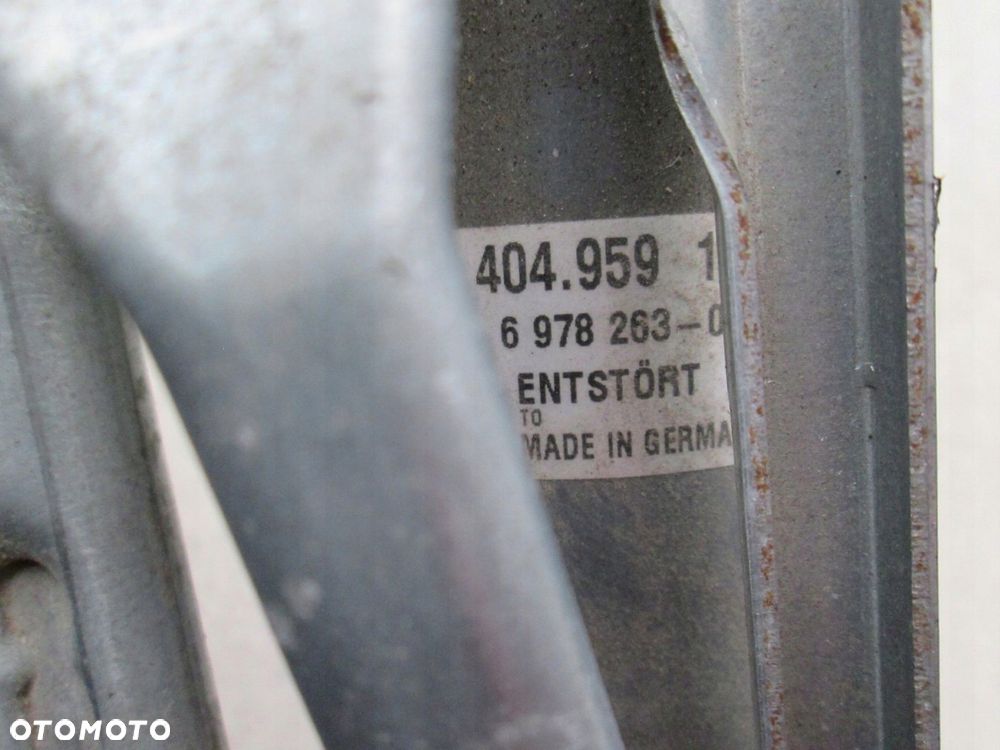 404.959 1
6 978 263-0
ENTSTÖRT
TO
MADE IN GERMA
OTOMOTO